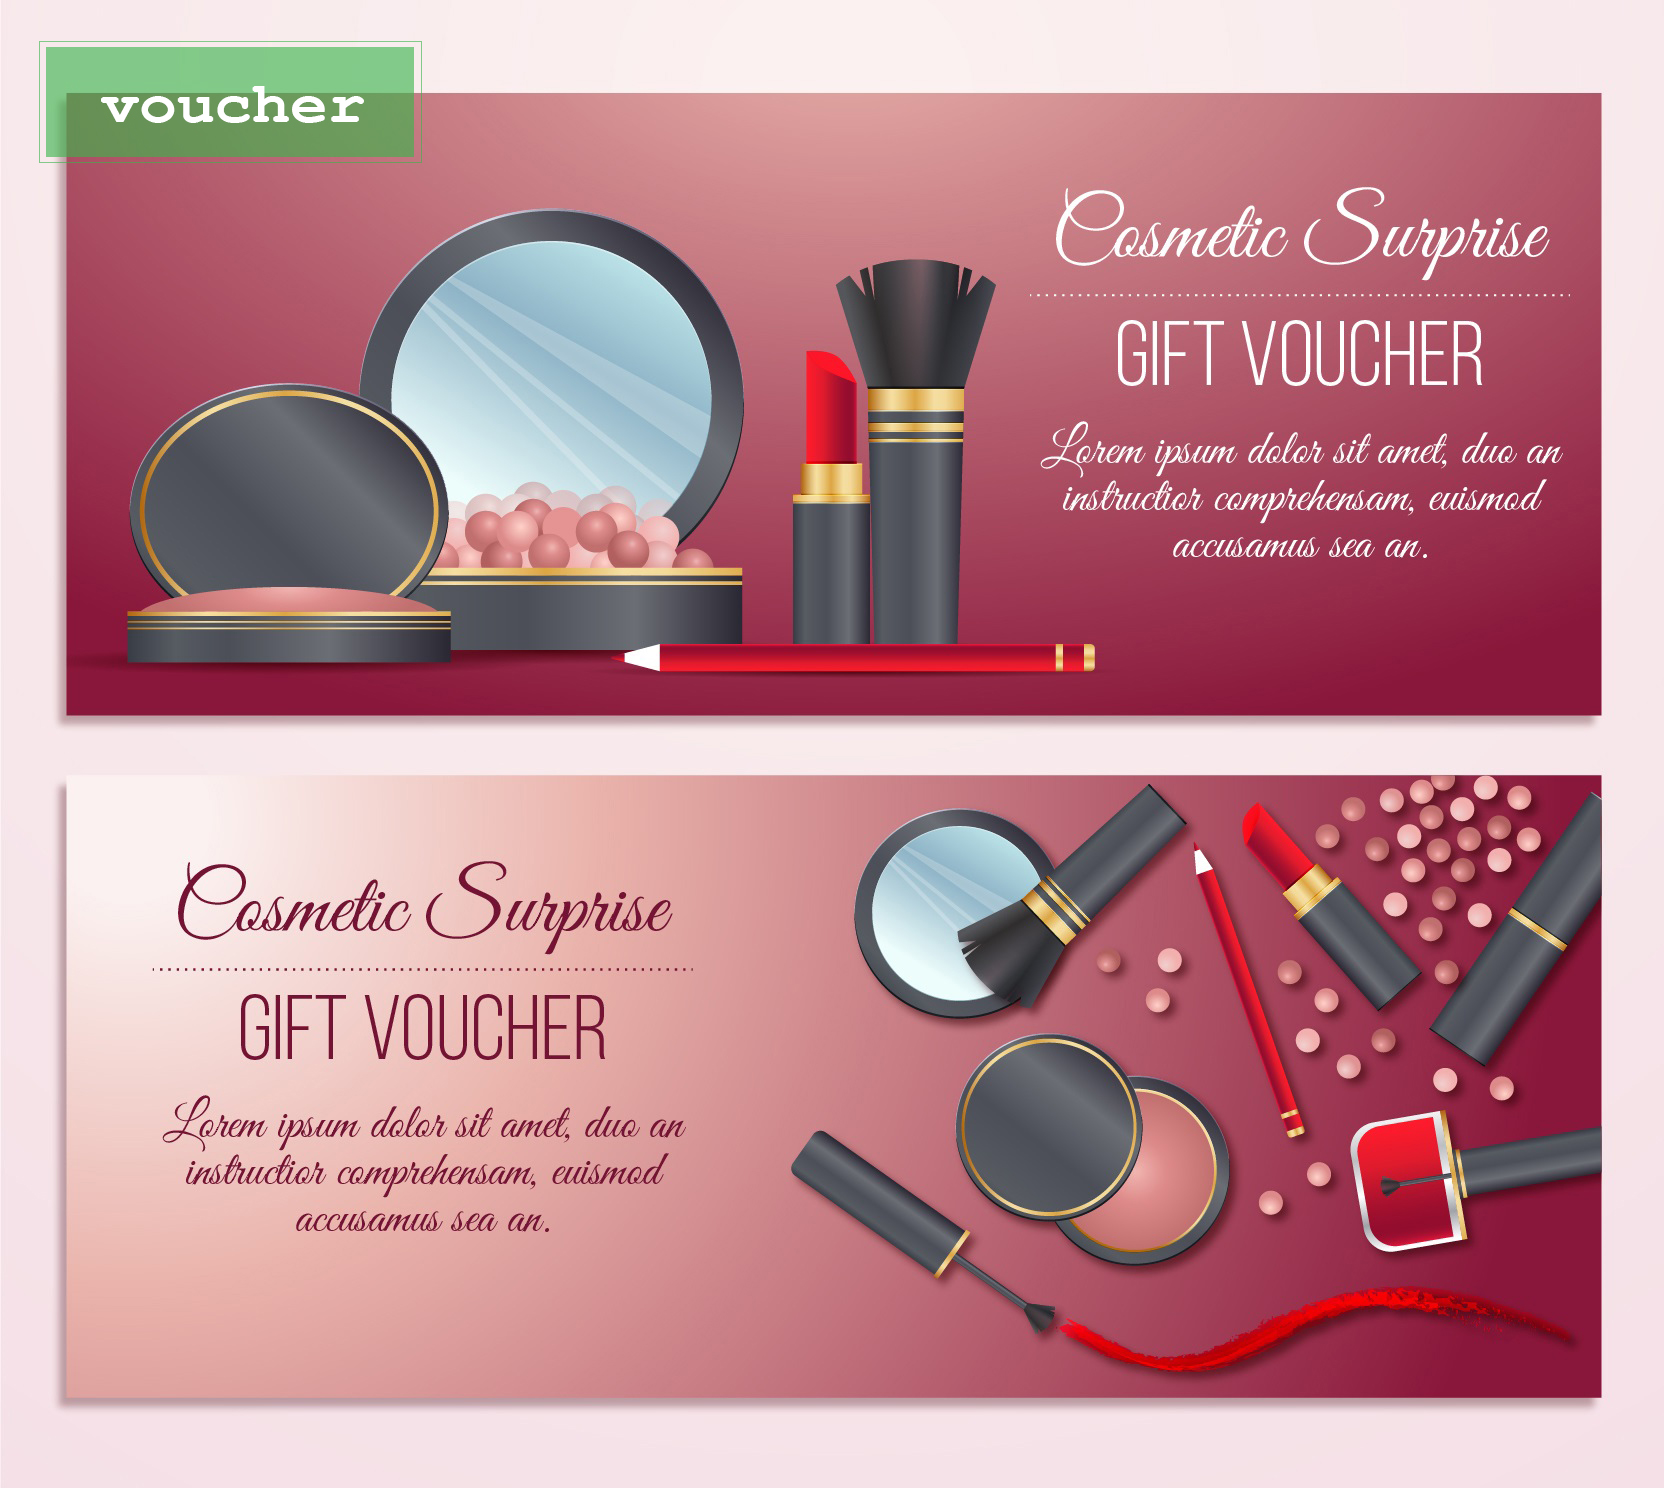 voucher
Cosmetic Surprise
GIFT VOUCHER
Lorem ipsum dolor sit amet, duo an
instructior comprehensam, euismod
accusamus sea an.
Cosmetic Surprise
GIFT VOUCHER
Lorem ipsum dolor sit amet, duo an
instructior comprehensam, euismod
accusamus sea an.